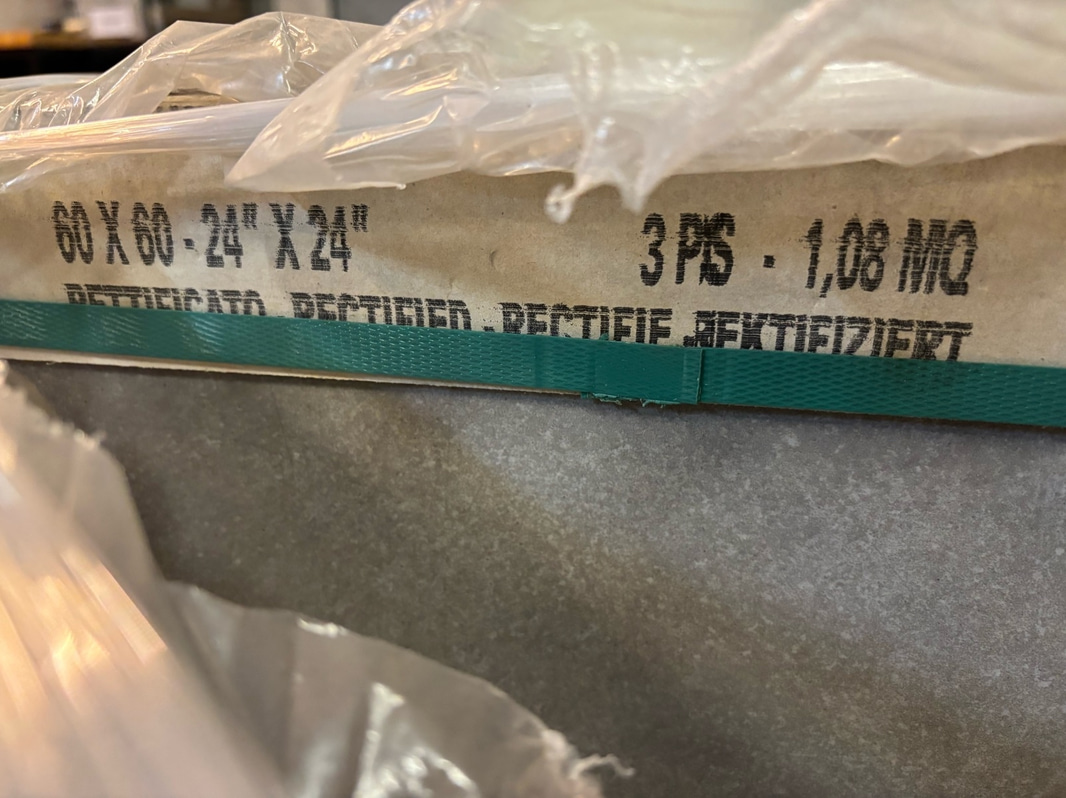 60 X 60 - 24" X 24" 3 PIS - 1,08 MQ
RETTIFICATO RECTIFIED - RECTIFIE REKTIFIZIERT